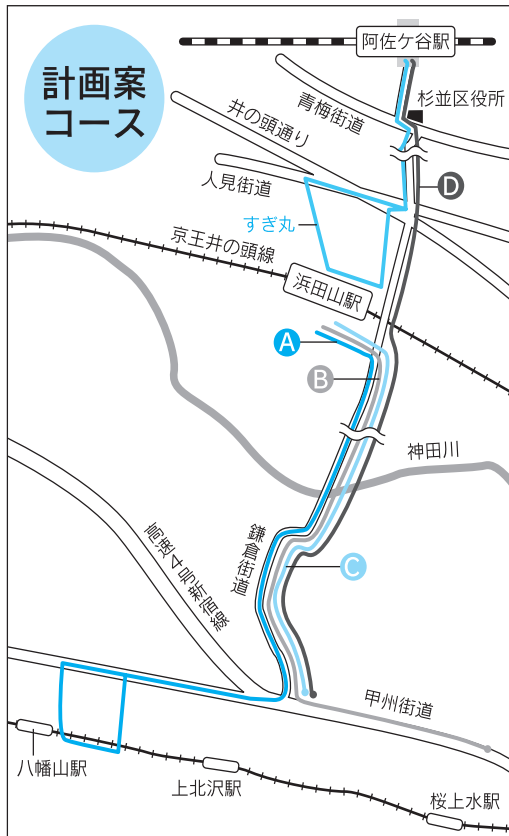 計画案
コース
阿佐ケ谷駅
杉並区役所
青梅街道
井の頭通り
人見街道
D
すぎ丸
京王井の頭線
浜田山駅
A
B
神田川
鎌倉街道
C
高速4号新宿線
甲州街道
八幡山駅
上北沢駅
桜上水駅